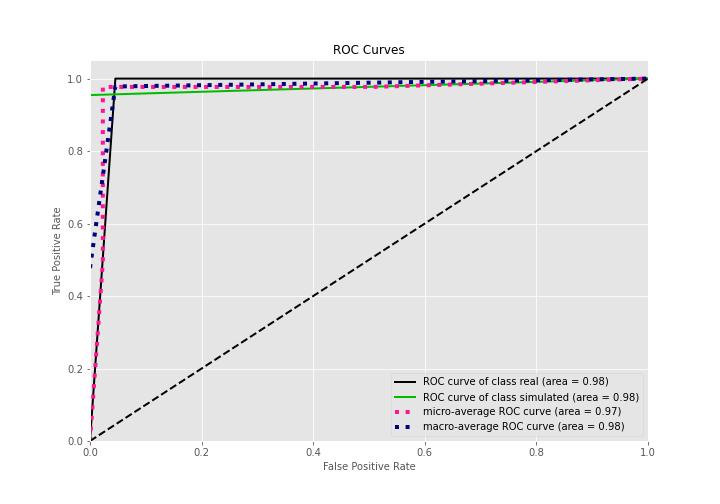 ROC Curves
True Positive Rate
1.0
0.8
0.6
0.4
0.2
0.0
0.0 0.2 0.4 0.6 0.8 1.0
False Positive Rate
ROC curve of class real (area = 0.98)
ROC curve of class simulated (area = 0.98)
micro-average ROC curve (area = 0.97)
macro-average ROC curve (area = 0.98)